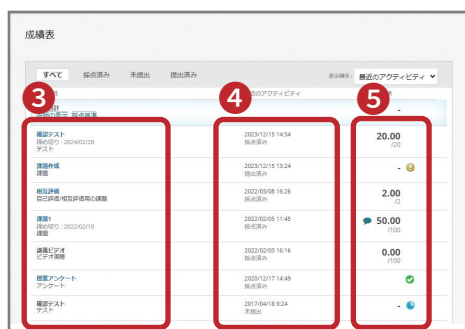 成績表
すべて 採点済み 未提出 提出済み 表示順序: 最近のアクティビティ
3 4 5
最近のアクティビティ
-
確認テスト 2023/12/15 14:54 20.00
締め切り : 2024/02/28 採点済み /20
テスト
課題作成 2023/12/15 13:24 -
課題 提出済み
相互評価 2022/03/08 16:26 2.00
自己評価/相互評価用の課題 採点済み /2
課題1 2022/02/05 11:45 50.00
締め切り : 2022/02/18 採点済み /100
課題
講義ビデオ 2022/02/03 16:16 0.00
ビデオ課題 採点済み /100
授業アンケート 2020/12/17 14:49
アンケート 採点済み
確認テスト 2017/04/18 9:24 -
テスト 未提出